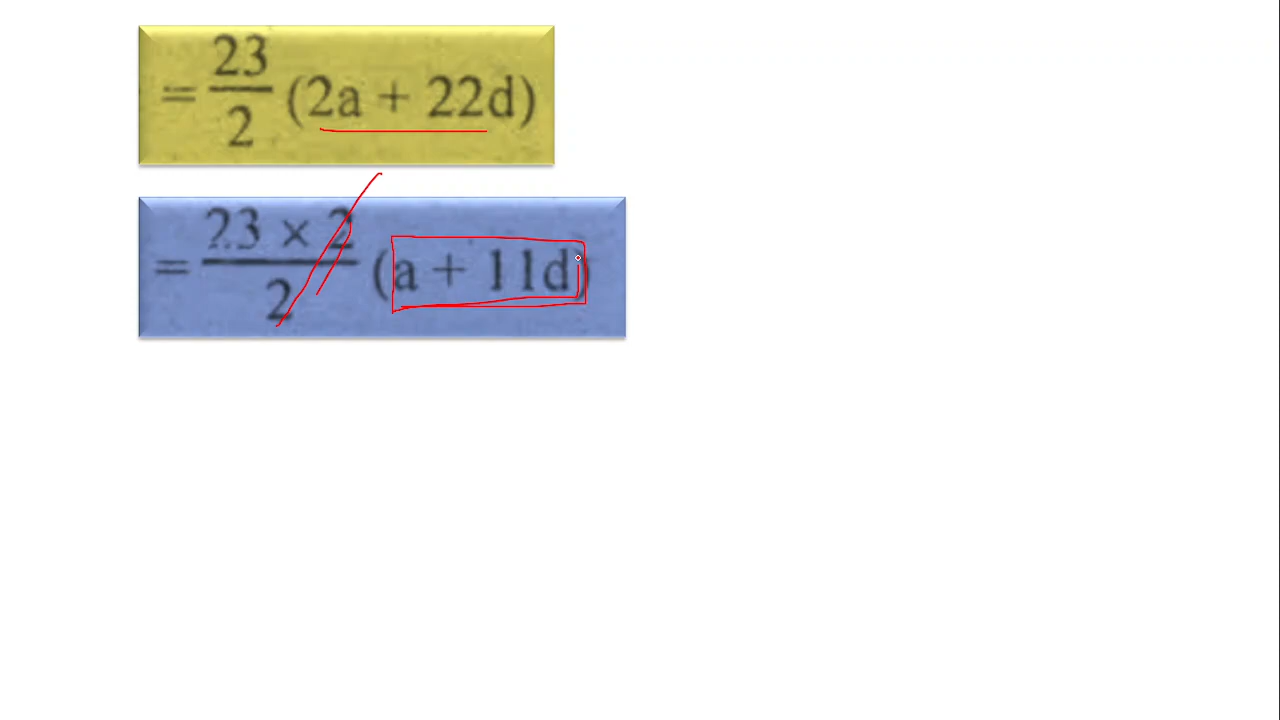 = 23/2 (2a + 22d)
= 23 × 2/2 (a + 11d)